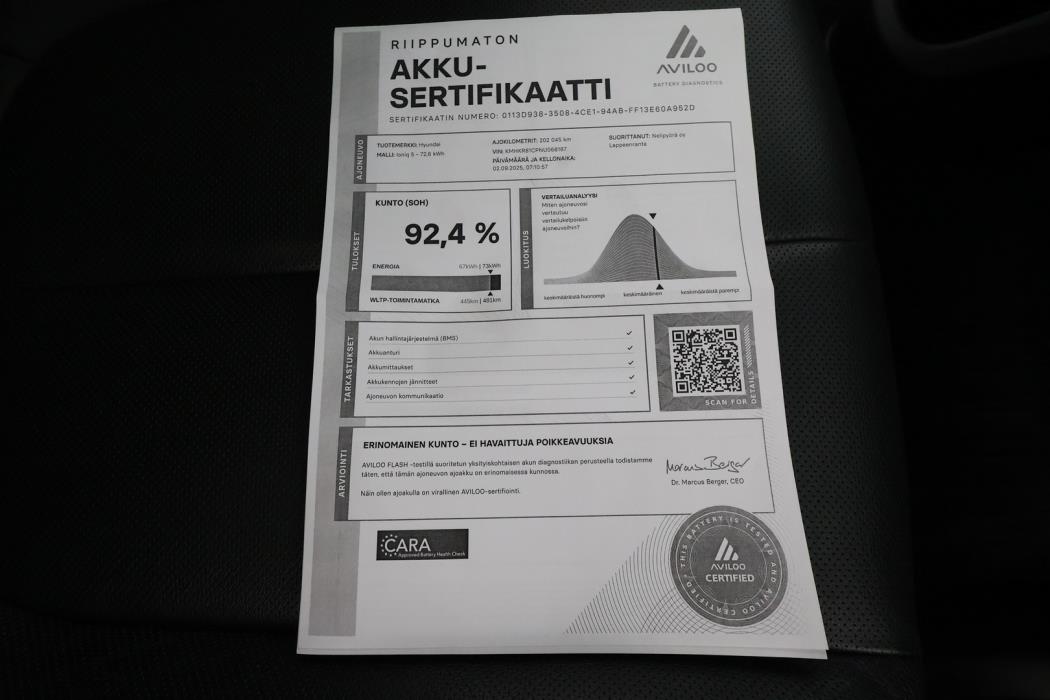 RIIPPUMATON
AKKU-
SERTIFIKAATTI
SERTIFIKAATIN NUMERO: 0113D938-3508-4CE1-94AB-FF13E60A952D
AVILOO
BATTERY DIAGNOSTICS
AJONEUVO
TUOTEMERKKI: Hyundai
MALLI: Ioniq 5 – 72,6 kWh
AJOKILOMETRIT: 202 045 km
VIN: KMHKR81CPNU068187
PÄIVÄMÄÄRÄ JA KELLONAIKA:
02.09.2025, 07:10:57
SUORITTANUT: Nelipyörä oy
Lappeenranta
TULOKSET
KUNTO (SOH)
92,4 %
ENERGIA
67kWh | 73kWh
WLTP-TOIMINTAMATKA
445km | 481km
LUOKITUS
VERTAILUANALYYSI
Miten ajoneuvosi
vertautuu
vertailukelpoisiin
ajoneuvoihin?
keskimääräistä huonompi
keskimääräinen
keskimääräistä parempi
TARKASTUKSET
Akun hallintajärjestelmä (BMS)
Akkuanturi
Akkumittaukset
Akkukennojen jännitteet
Ajoneuvon kommunikaatio
SCAN FOR DETAILS
ARVIOINTI
ERINOMAINEN KUNTO – EI HAVAITTUJA POIKKEAVUUKSIA
AVILOO FLASH -testillä suoritetun yksityiskohtaisen akun diagnostiikan perusteella todistamme
täten, että tämän ajoneuvon ajoakku on erinomaisessa kunnossa.
Näin ollen ajoakulla on virallinen AVILOO-sertifiointi.
Marcus Berger
Dr. Marcus Berger, CEO
CARA
Approved Battery Health Check
THIS BATTERY IS TESTED AND AVILOO CERTIFIED
AVILOO
CERTIFIED